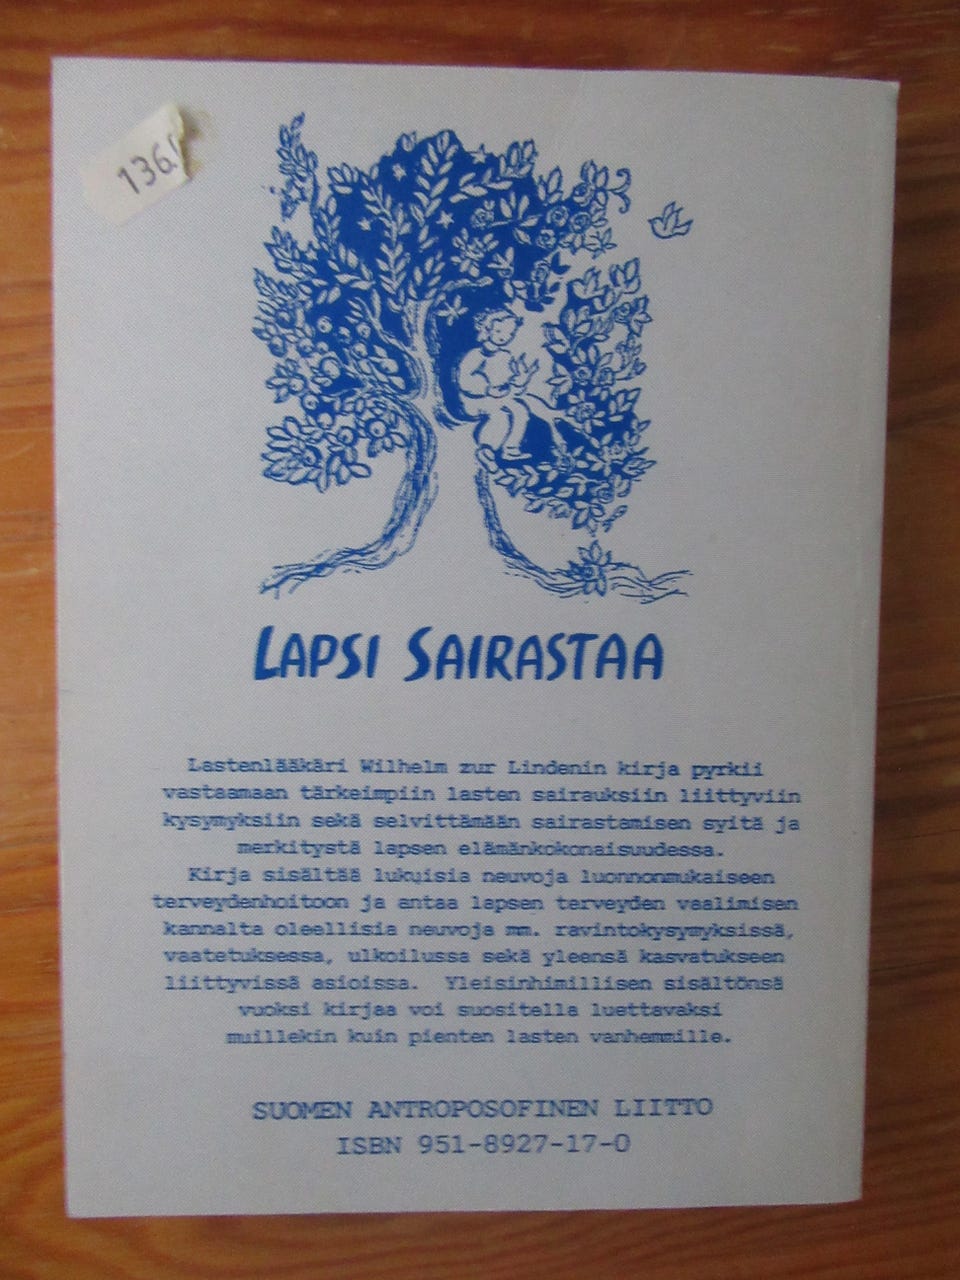 136,
LAPSI SAIRASTAA
Lastenlääkäri Wilhelm zur Lindenin kirja pyrkii
vastaamaan tärkeimpiin lasten sairauksiin liittyviin
kysymyksiin sekä selvittämään sairastamisen syitä ja
merkitystä lapsen elämänkokonaisuudessa.
Kirja sisältää lukuisia neuvoja luonnonmukaiseen
terveydenhoitoon ja antaa lapsen terveyden vaalimisen
kannalta oleellisia neuvoja mm. ravintokysymyksissä,
vaatetuksessa, ulkoilussa sekä yleensä kasvatukseen
liittyvissä asioissa. Yleisinhimillisen sisältönsä
vuoksi kirjaa voi suositella luettavaksi
muillekin kuin pienten lasten vanhemmille.
SUOMEN ANTROPOSOFINEN LIITTO
ISBN 951-8927-17-0